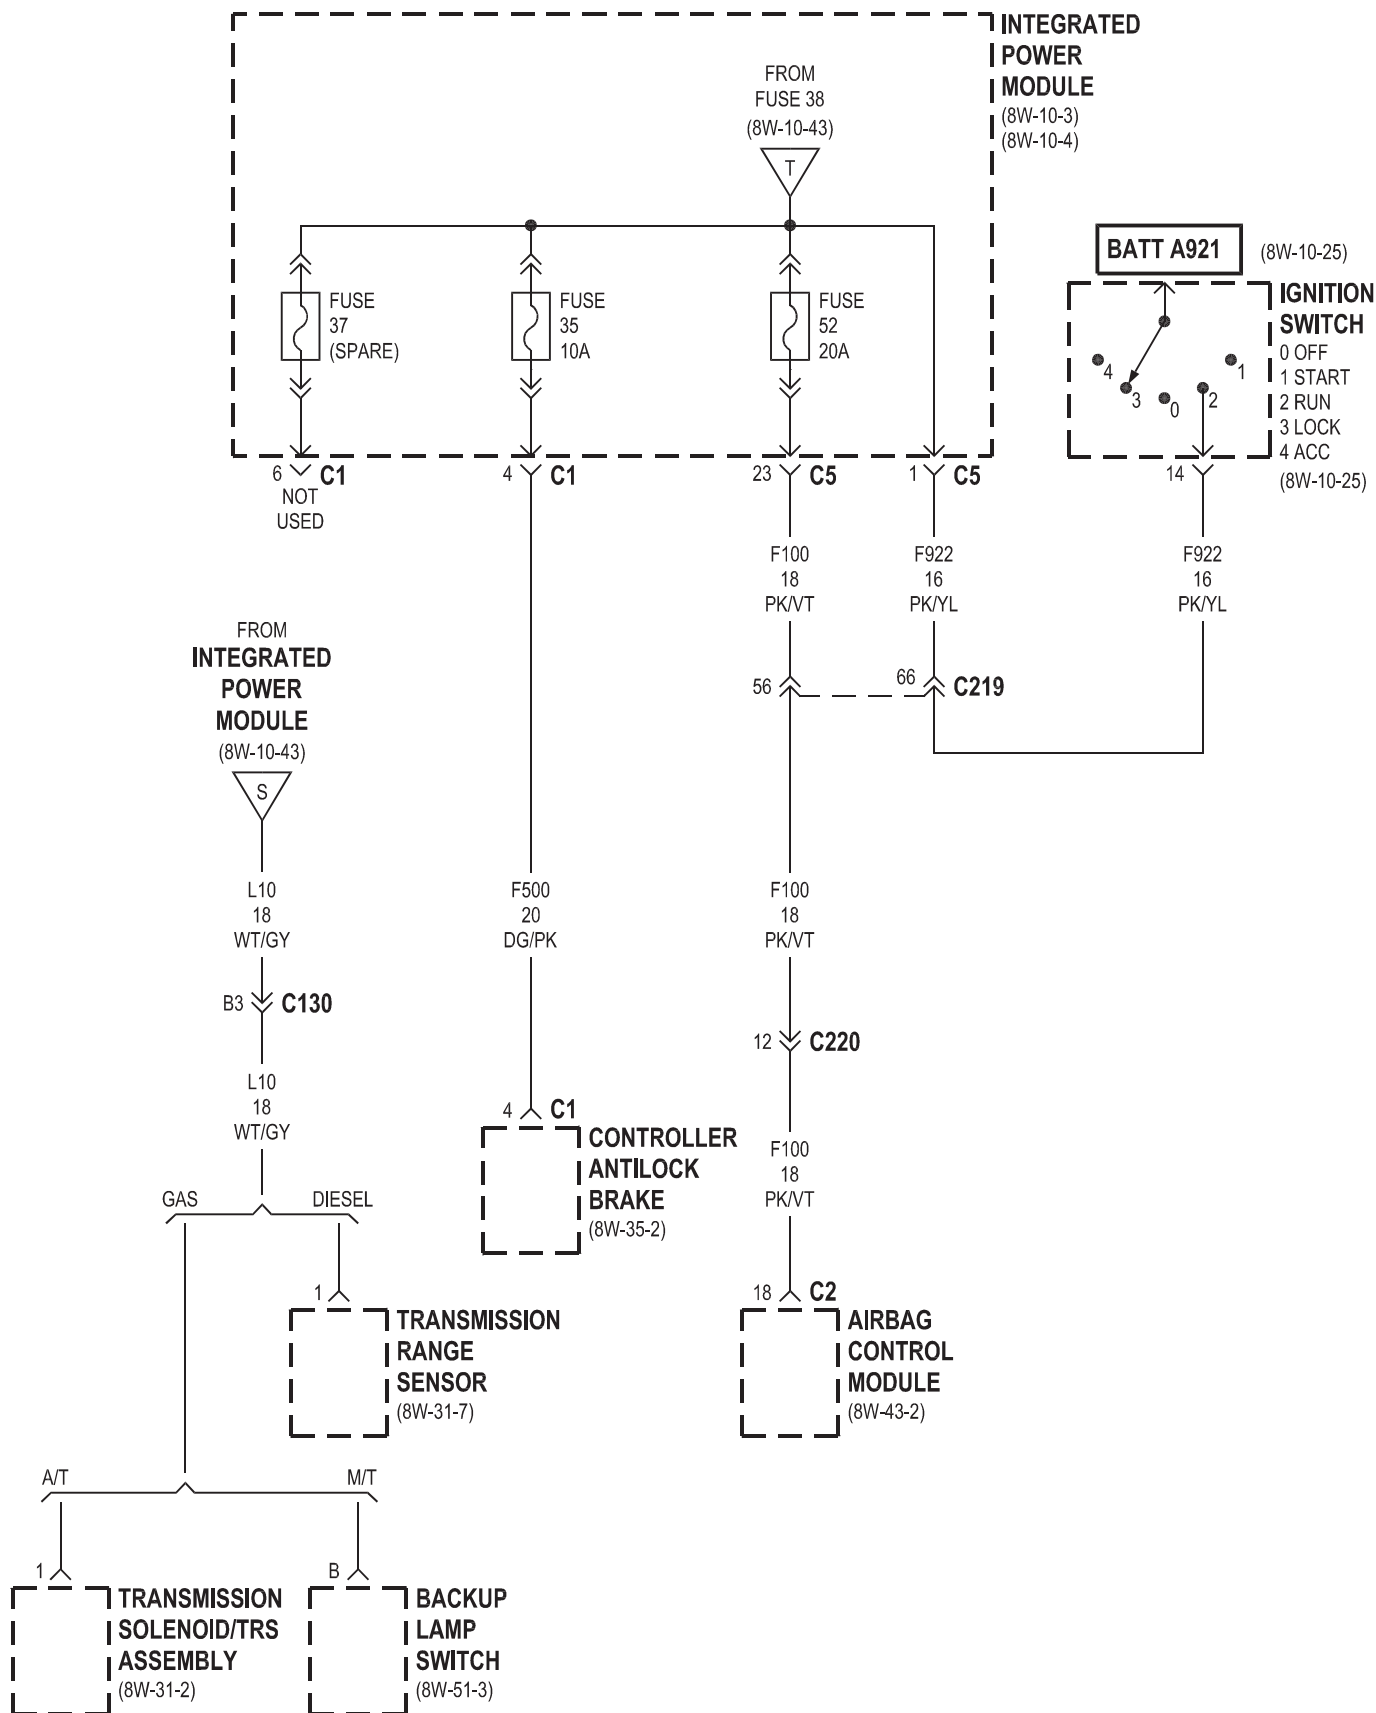 INTEGRATED
POWER
MODULE
(8W-10-3)
(8W-10-4)
FROM
FUSE 38
(8W-10-43)
T
BATT A921
(8W-10-25)
FUSE
37
(SPARE)
FUSE
35
10A
FUSE
52
20A
IGNITION
SWITCH
0 OFF
1 START
2 RUN
3 LOCK
4 ACC
(8W-10-25)
4
3
0
2
1
6 C1
NOT
USED
4 C1
23 C5
1 C5
14
F100
18
PK/VT
F922
16
PK/YL
F922
16
PK/YL
FROM
INTEGRATED
POWER
MODULE
(8W-10-43)
S
56
66 C219
L10
18
WT/GY
F500
20
DG/PK
F100
18
PK/VT
B3 C130
12 C220
L10
18
WT/GY
4 C1
CONTROLLER
ANTILOCK
BRAKE
(8W-35-2)
F100
18
PK/VT
GAS
DIESEL
1
TRANSMISSION
RANGE
SENSOR
(8W-31-7)
18 C2
AIRBAG
CONTROL
MODULE
(8W-43-2)
A/T
M/T
1
TRANSMISSION
SOLENOID/TRS
ASSEMBLY
(8W-31-2)
B
BACKUP
LAMP
SWITCH
(8W-51-3)